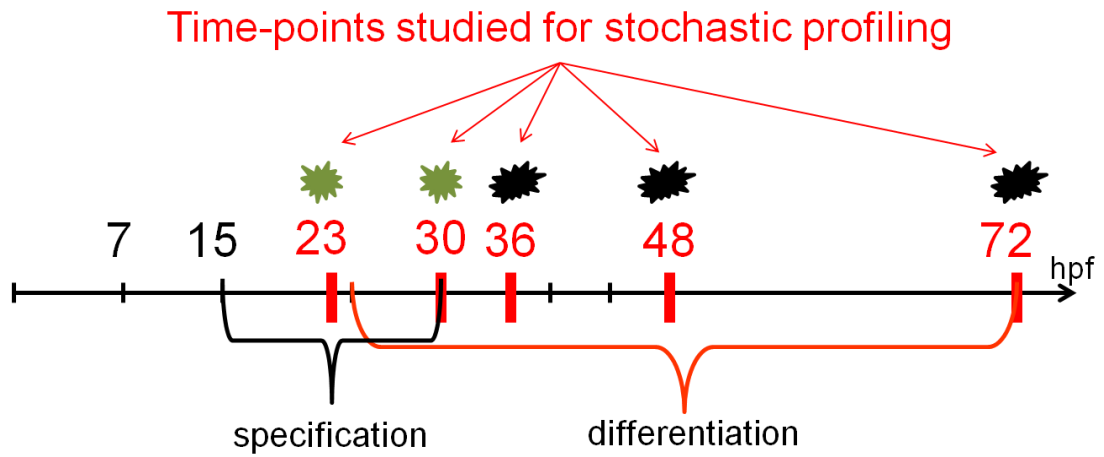 Time-points studied for stochastic profiling
7 15 23 30 36 48 72
hpf
specification differentiation